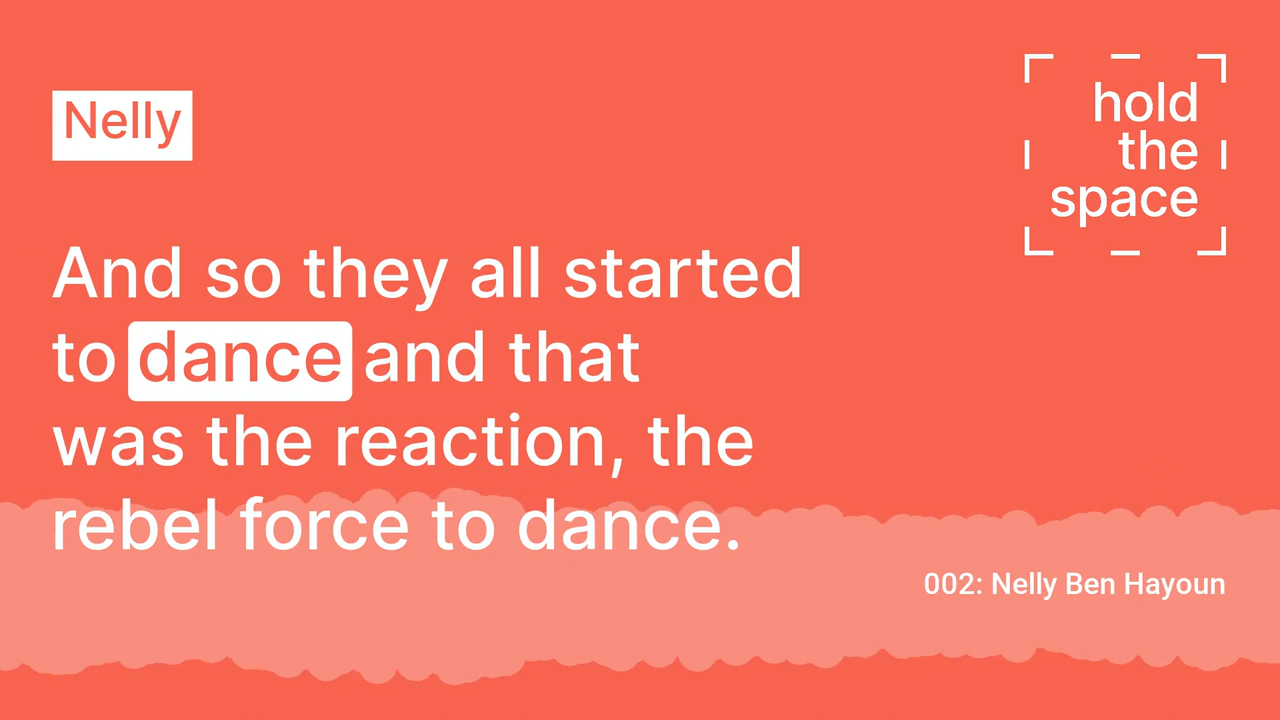 Nelly
hold
the
space
And so they all started
to dance and that
was the reaction, the
rebel force to dance.
002: Nelly Ben Hayoun